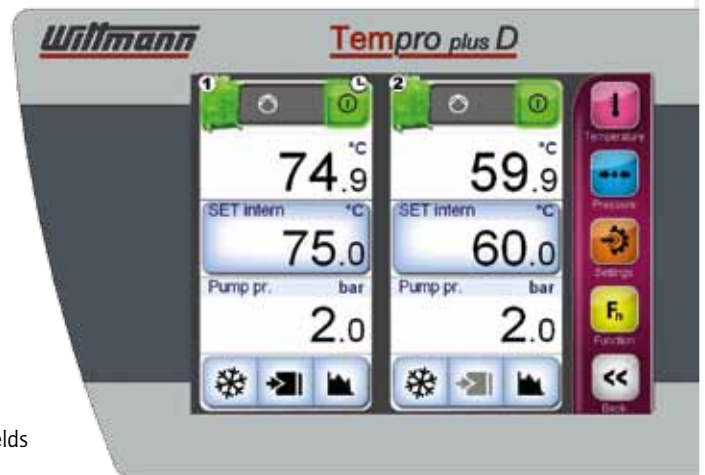 Wittmann
Tempro plus D
1
2
°C
°C
74.9
59.9
SET intern °C
SET intern °C
75.0
60.0
Pump pr. bar
Pump pr. bar
2.0
2.0
Temperature
Pressure
Settings
Fn
Function
<<
Back
elds